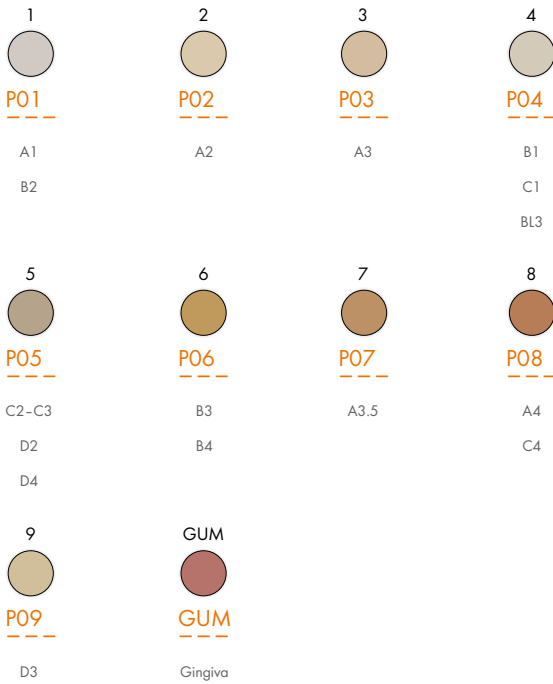 1 2 3 4
P01 P02 P03 P04
A1 A2 A3 B1
B2 C1
BL3
5 6 7 8
P05 P06 P07 P08
C2–C3 B3 A3.5 A4
D2 B4 C4
D4
9 GUM
P09 GUM
D3 Gingiva